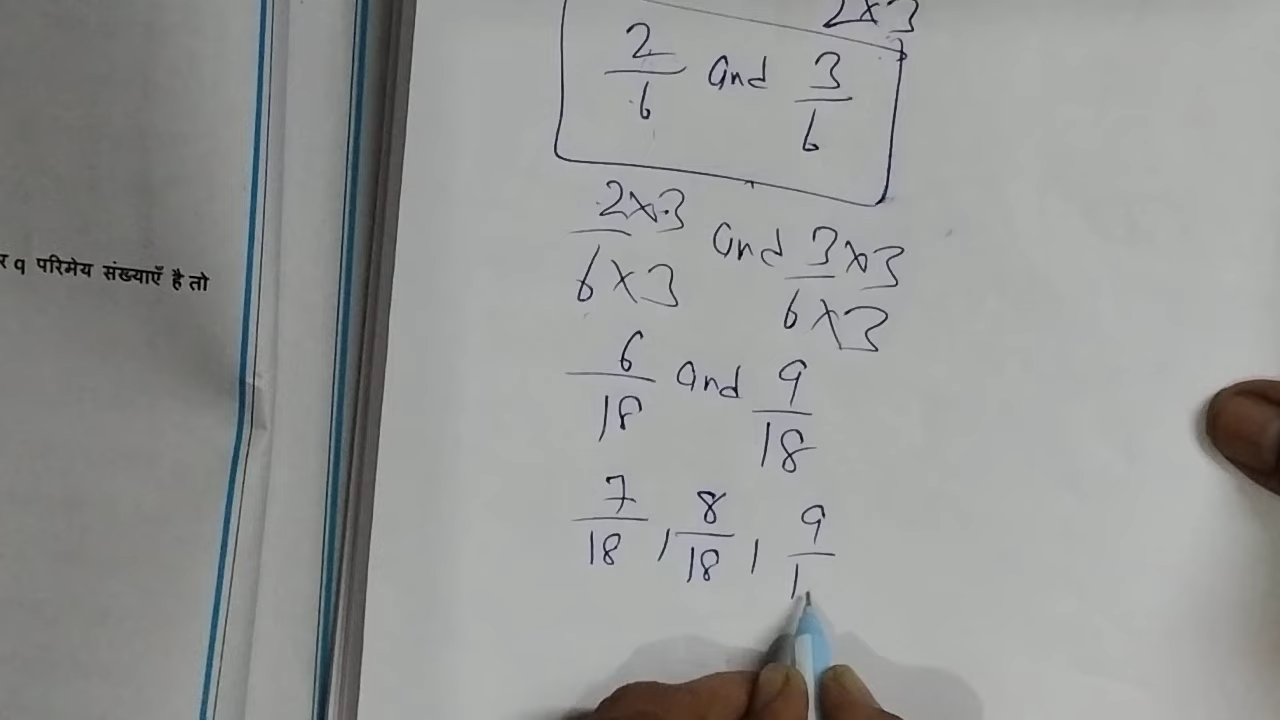 2×3
2/6 and 3/6
2×3/6×3 and 3×3/6×3
6/18 and 9/18
7/18, 8/18, 9/1
q परिमेय संख्याएँ है तो